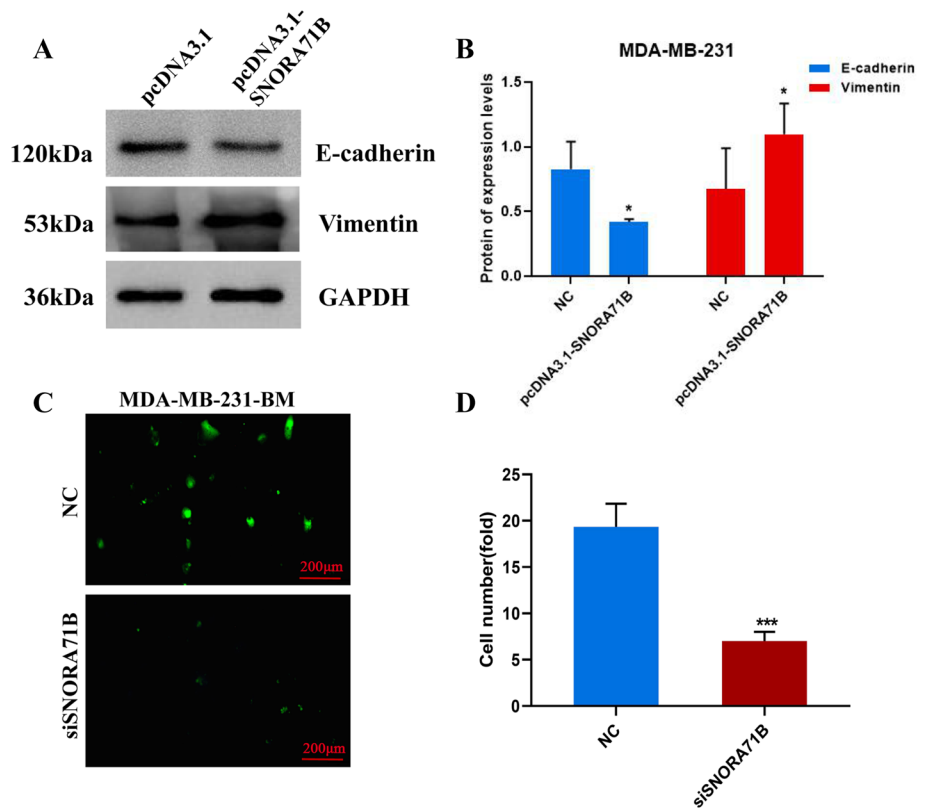 A
pcDNA3.1
pcDNA3.1-
SNORA71B
120kDa
E-cadherin
53kDa
Vimentin
36kDa
GAPDH
B
MDA-MB-231
E-cadherin
Vimentin
Protein of expression levels
1.5
1.0
0.5
0.0
*
*
NC
pcDNA3.1-SNORA71B
NC
pcDNA3.1-SNORA71B
C
MDA-MB-231-BM
NC
200μm
siSNORA71B
200μm
D
Cell number(fold)
25
20
15
10
5
0
***
NC
siSNORA71B